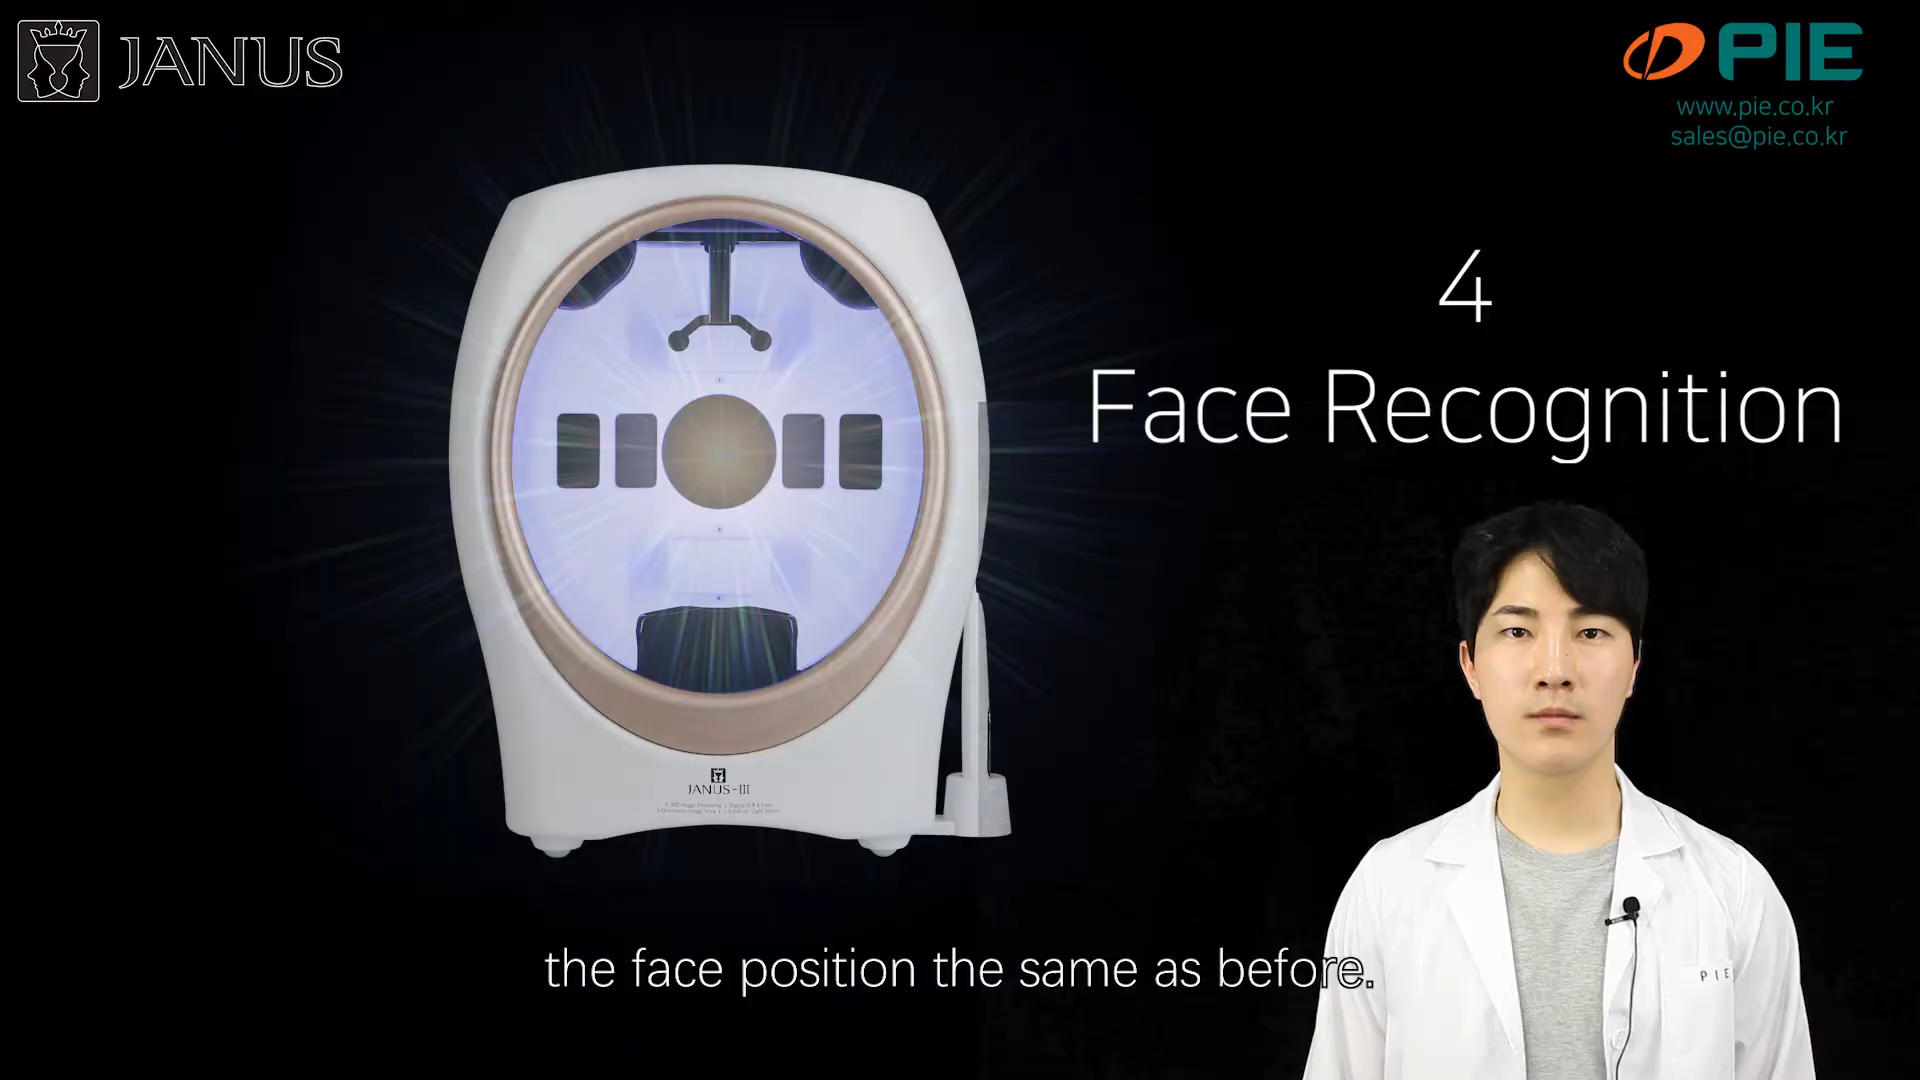 JANUS
PIE
www.pie.co.kr
sales@pie.co.kr
4
Face Recognition
JANUS-III
the face position the same as before.
PIE